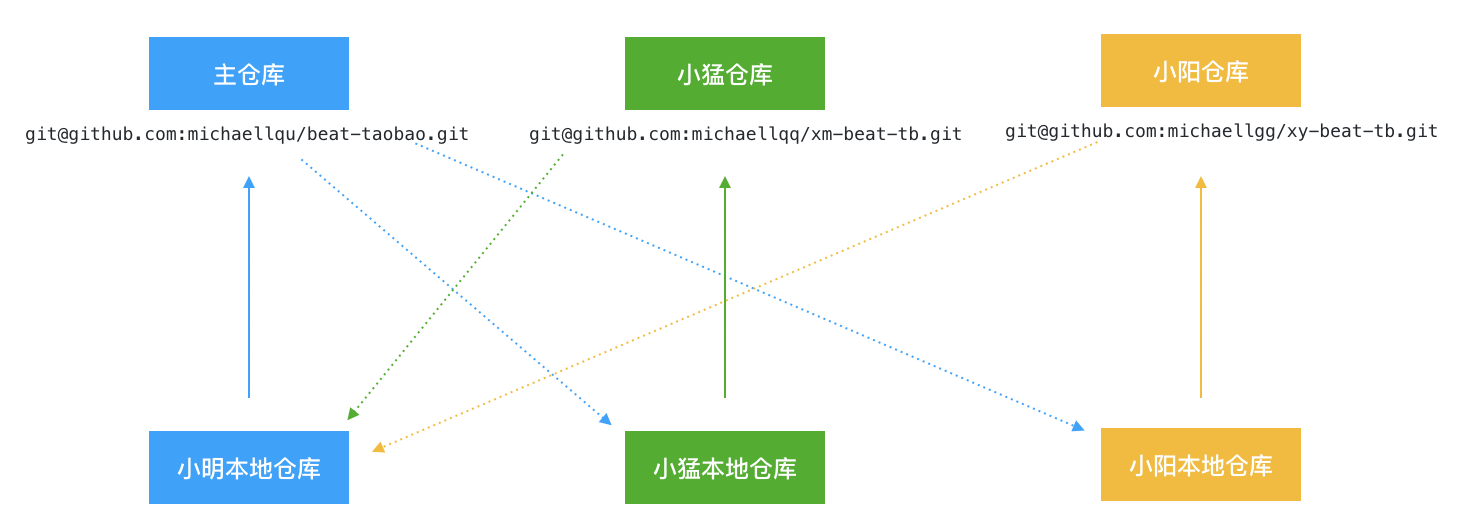 主仓库
小猛仓库
小阳仓库
git@github.com:michaellqu/beat-taobao.git
git@github.com:michaellqq/xm-beat-tb.git
git@github.com:michaellgg/xy-beat-tb.git
小明本地仓库
小猛本地仓库
小阳本地仓库